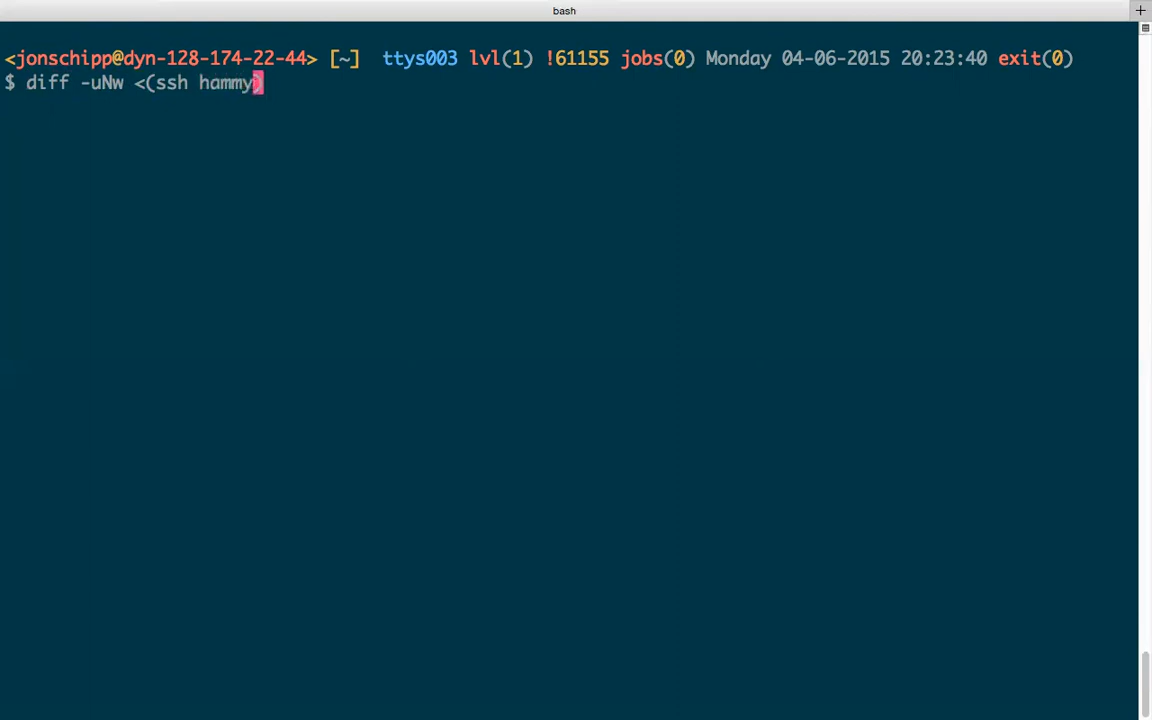 bash
<jonschipp@dyn-128-174-22-44> [~] ttys003 lvl(1) !61155 jobs(0) Monday 04-06-2015 20:23:40 exit(0)
$ diff -uNw <(ssh hammy)